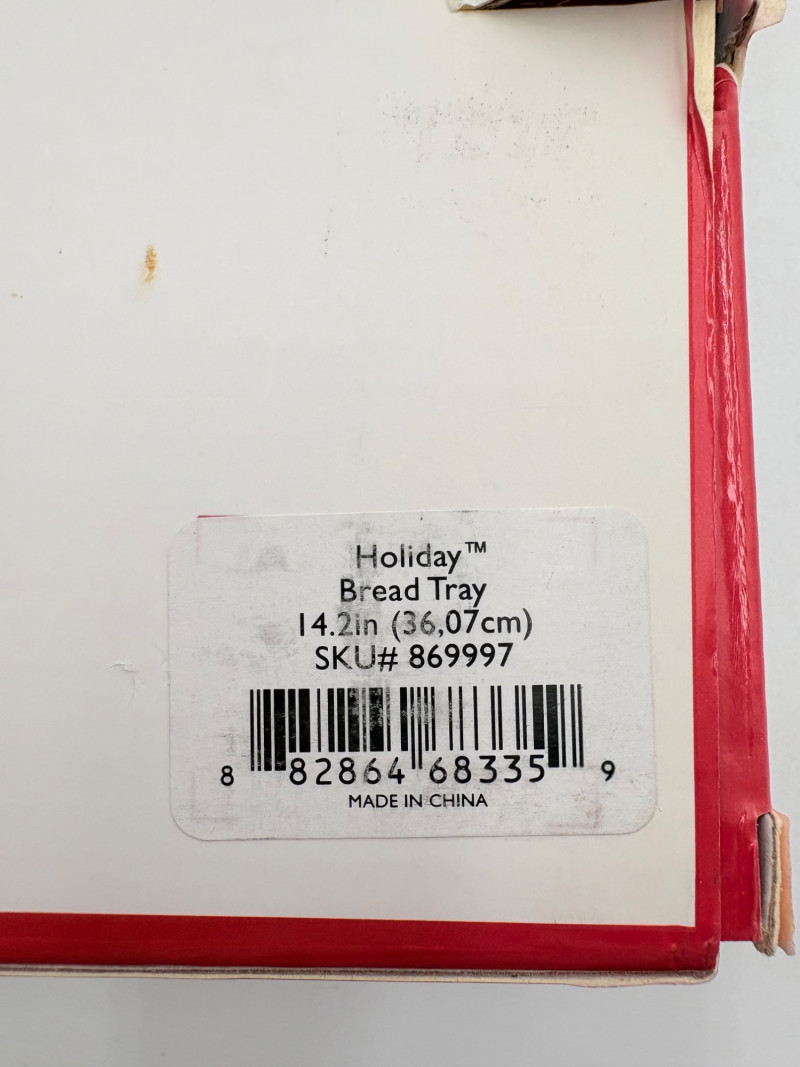 Holiday™
Bread Tray
14.2in (36,07cm)
SKU# 869997
8 82864 68335 9
MADE IN CHINA